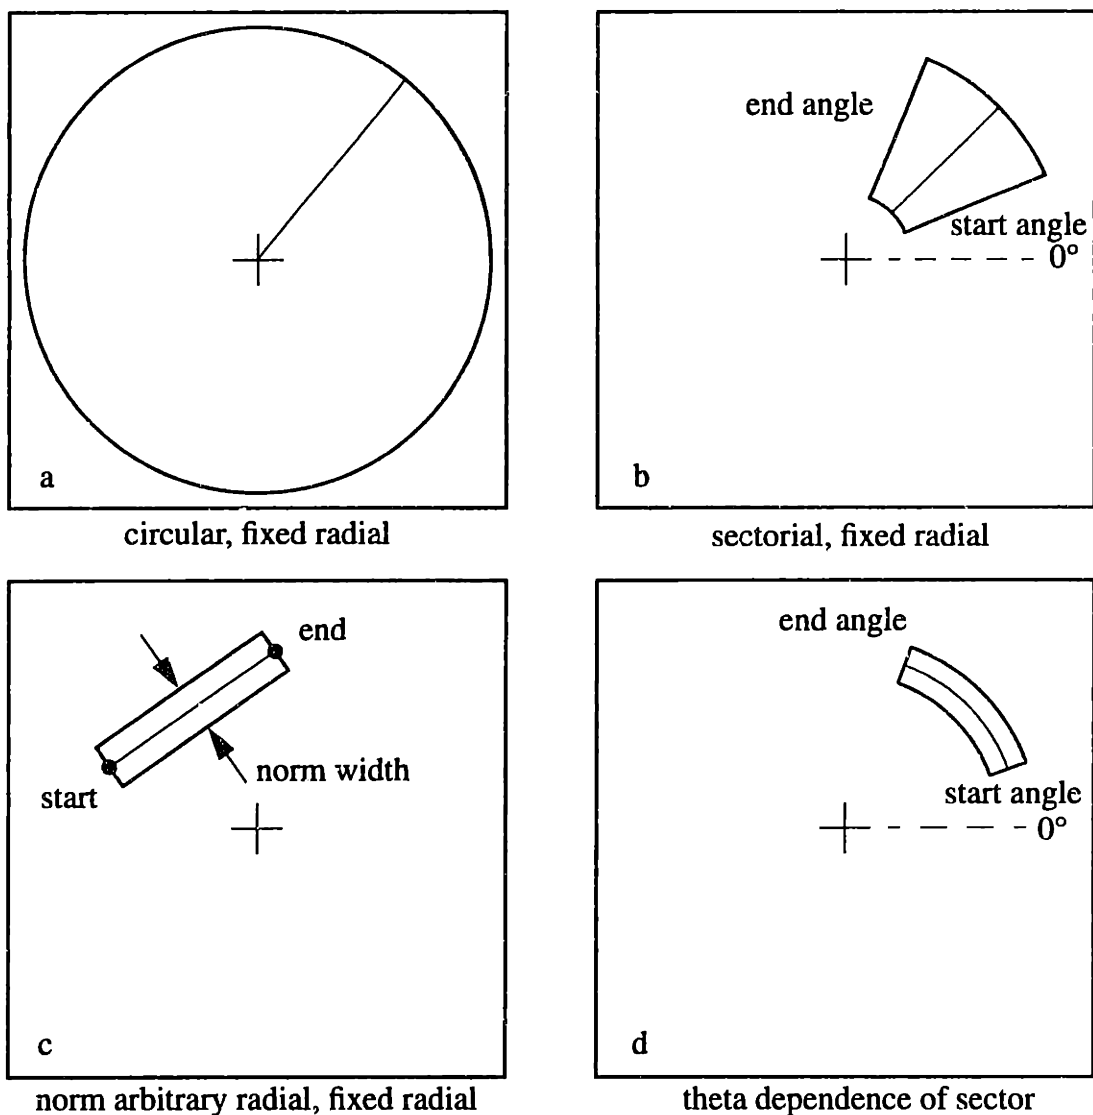 a
circular, fixed radial
end angle
start angle
0°
b
sectorial, fixed radial
end
norm width
start
c
norm arbitrary radial, fixed radial
end angle
start angle
0°
d
theta dependence of sector